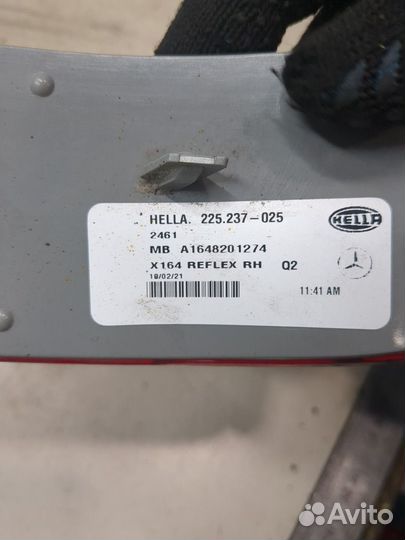 HELLA. 225.237-025
HELLA
2461
MB A1648201274
X164 REFLEX RH Q2
18/02/21
11:41 AM
Avito